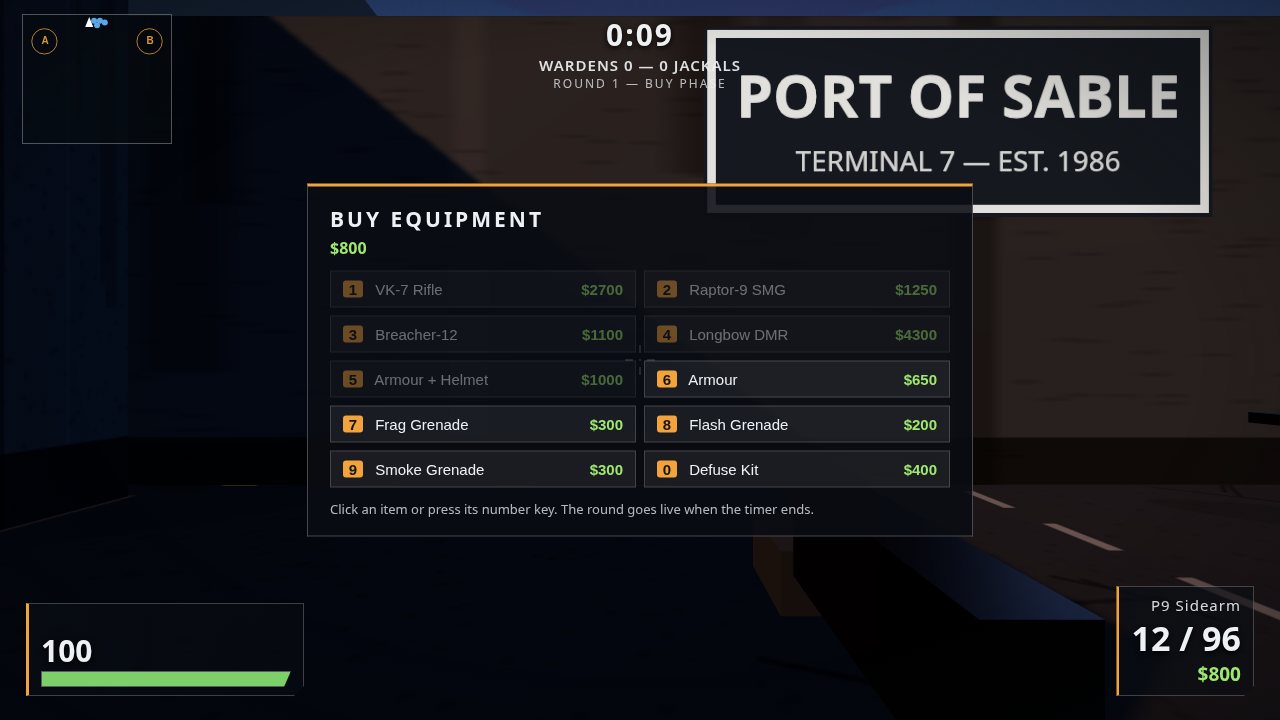 A
B
0:09
WARDENS 0 — 0 JACKALS
ROUND 1 — BUY PHASE
PORT OF SABLE
TERMINAL 7 — EST. 1986
BUY EQUIPMENT
$800
1 VK-7 Rifle $2700
2 Raptor-9 SMG $1250
3 Breacher-12 $1100
4 Longbow DMR $4300
5 Armour + Helmet $1000
6 Armour $650
7 Frag Grenade $300
8 Flash Grenade $200
9 Smoke Grenade $300
0 Defuse Kit $400
Click an item or press its number key. The round goes live when the timer ends.
100
P9 Sidearm
12 / 96
$800